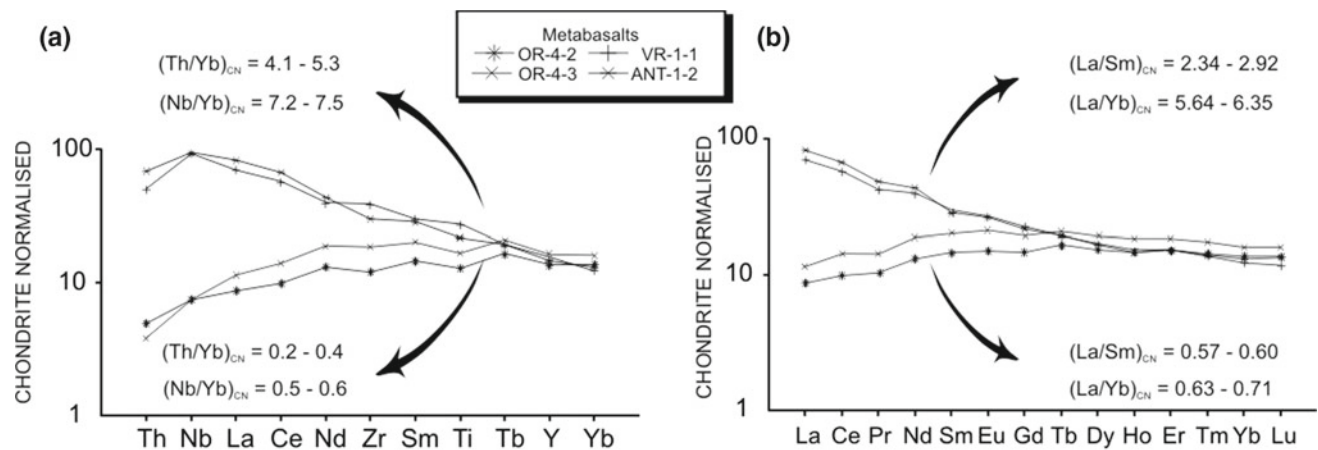 (a)
Metabasalts
OR-4-2 VR-1-1
OR-4-3 ANT-1-2
(Th/Yb)CN = 4.1 - 5.3
(Nb/Yb)CN = 7.2 - 7.5
CHONDRITE NORMALISED
100
10
1
(Th/Yb)CN = 0.2 - 0.4
(Nb/Yb)CN = 0.5 - 0.6
Th Nb La Ce Nd Zr Sm Ti Tb Y Yb
(b)
(La/Sm)CN = 2.34 - 2.92
(La/Yb)CN = 5.64 - 6.35
CHONDRITE NORMALISED
100
10
1
(La/Sm)CN = 0.57 - 0.60
(La/Yb)CN = 0.63 - 0.71
La Ce Pr Nd Sm Eu Gd Tb Dy Ho Er Tm Yb Lu